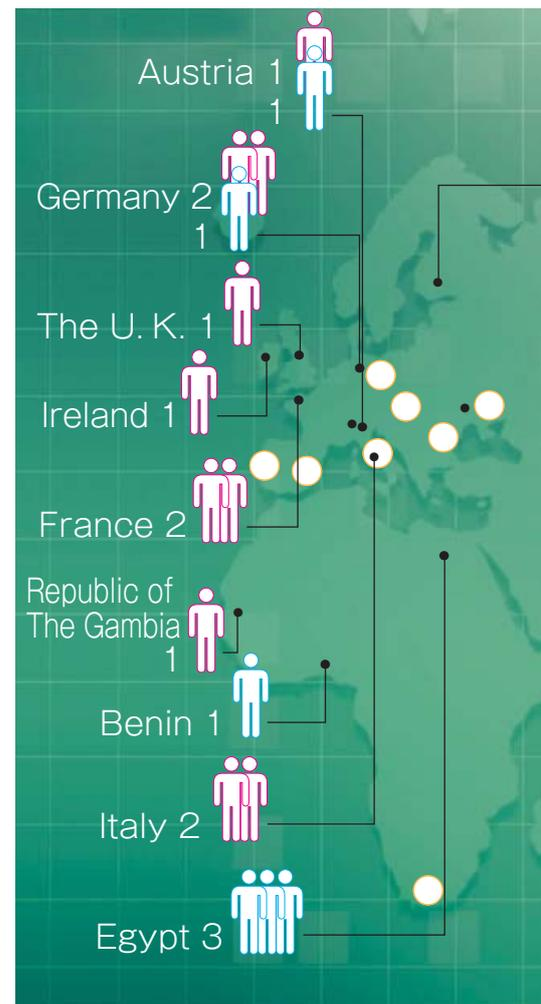 Austria 1
1
Germany 2
1
The U. K. 1
Ireland 1
France 2
Republic of
The Gambia
1
Benin 1
Italy 2
Egypt 3